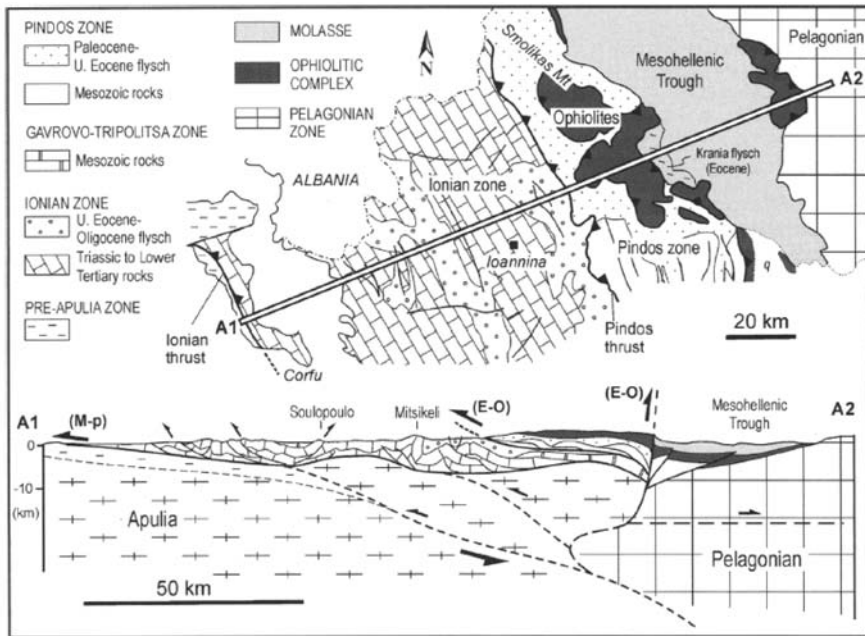 PINDOS ZONE
Paleocene-
U. Eocene flysch
Mesozoic rocks
GAVROVO-TRIPOLITSA ZONE
Mesozoic rocks
IONIAN ZONE
U. Eocene-
Oligocene flysch
Triassic to Lower
Tertiary rocks
PRE-APULIA ZONE
MOLASSE
OPHIOLITIC
COMPLEX
PELAGONIAN
ZONE
N
Smolikas Mt
Mesohellenic
Trough
Pelagonian
A2
Ophiolites
Krania flysch
(Eocene)
ALBANIA
Ionian zone
Ioannina
Pindos zone
q
A1
Ionian
thrust
Corfu
Pindos
thrust
20 km
A1
(M-p)
Soulopoulo
Mitsikeli
(E-O)
(E-O)
Mesohellenic
Trough
A2
0
-10
(km)
Apulia
Pelagonian
50 km